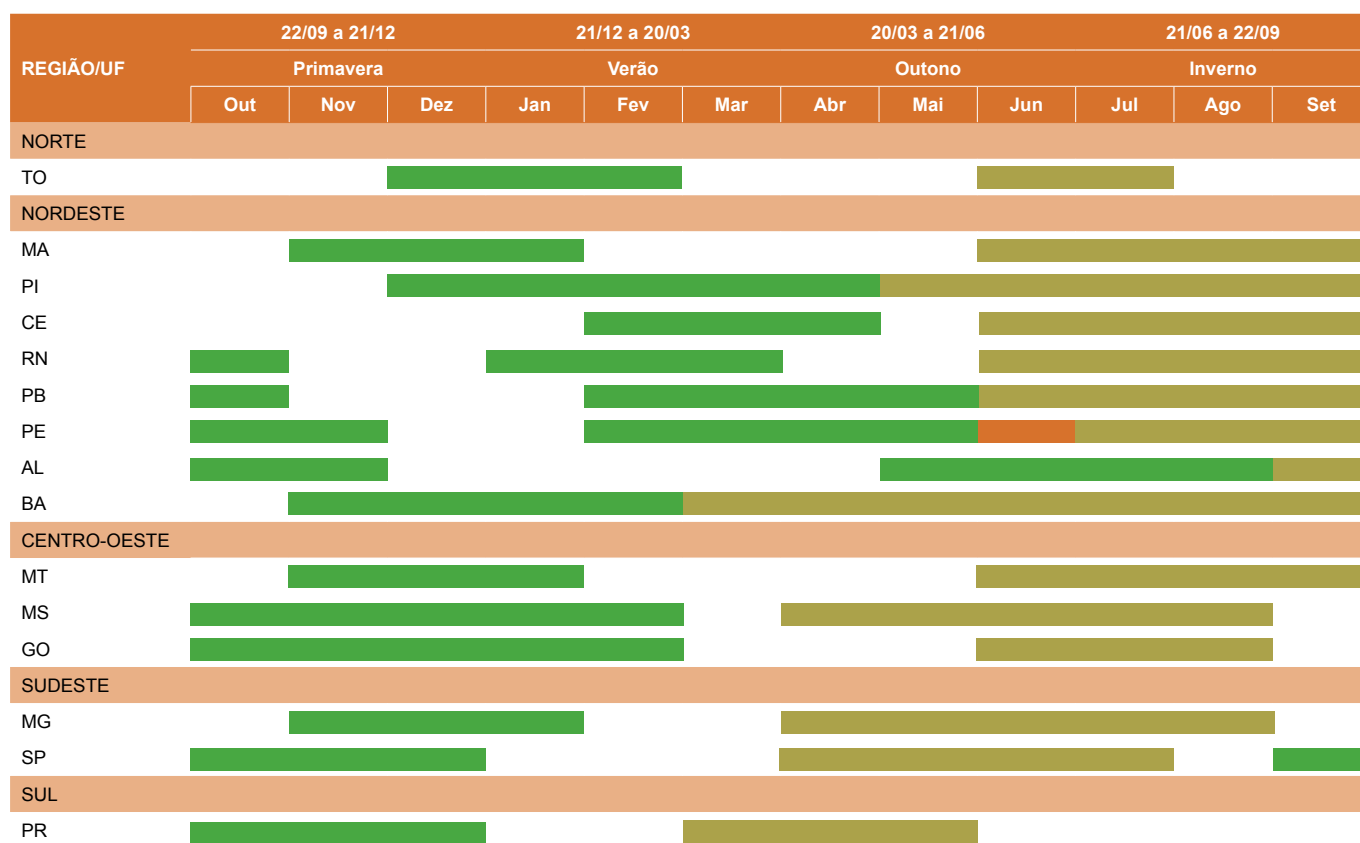 22/09 a 21/12 21/12 a 20/03 20/03 a 21/06 21/06 a 22/09
REGIÃO/UF Primavera Verão Outono Inverno
Out Nov Dez Jan Fev Mar Abr Mai Jun Jul Ago Set
NORTE
TO
NORDESTE
MA
PI
CE
RN
PB
PE
AL
BA
CENTRO-OESTE
MT
MS
GO
SUDESTE
MG
SP
SUL
PR